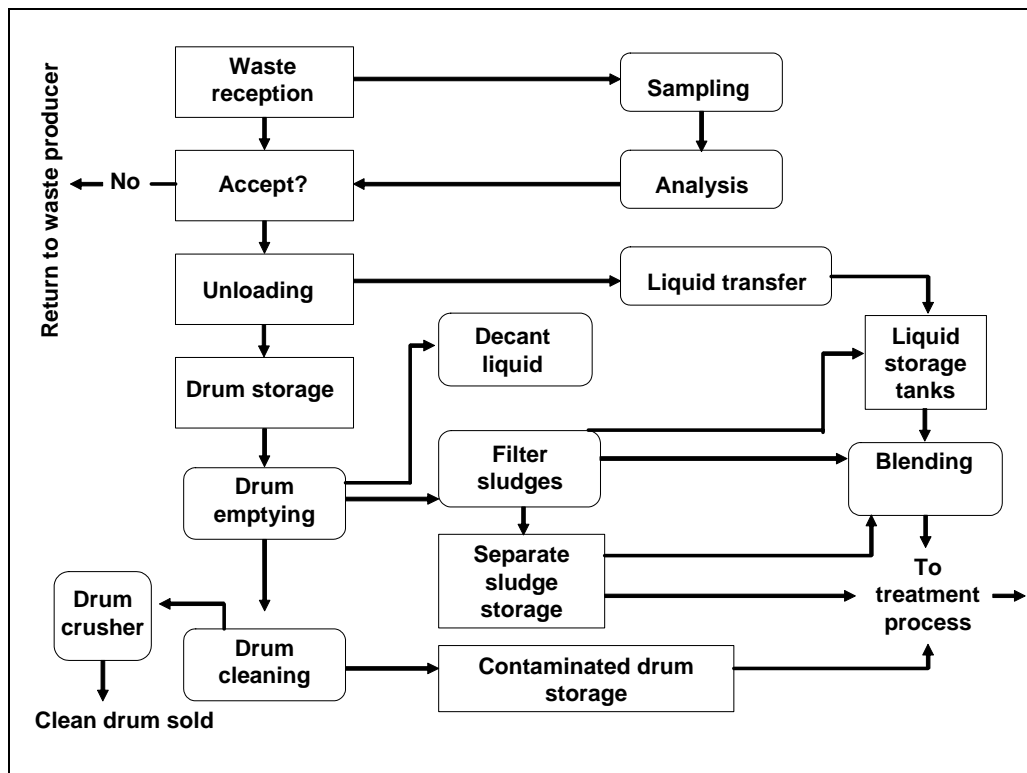 Waste
reception
Sampling
Return to waste producer
No
Accept?
Analysis
Unloading
Liquid transfer
Decant
liquid
Liquid
storage
tanks
Drum storage
Drum
emptying
Filter
sludges
Blending
Separate
sludge
storage
To
treatment
process
Drum
crusher
Drum
cleaning
Contaminated drum
storage
Clean drum sold